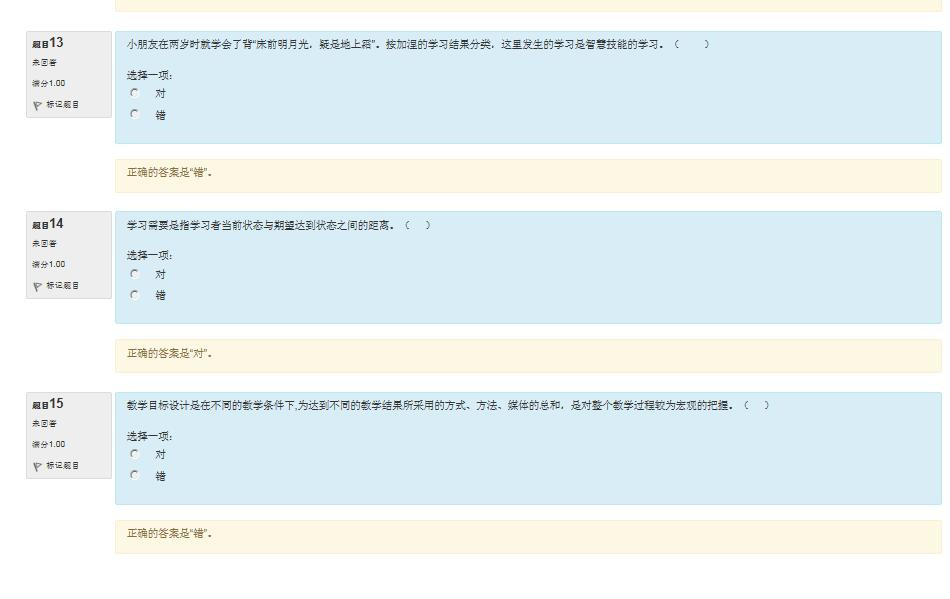 题目13
未回答
满分1.00
标记题目
小朋友在两岁时就学会了背“床前明月光，疑是地上霜”。按加涅的学习结果分类，这里发生的学习是智慧技能的学习。（ ）
选择一项：
对
错
正确的答案是“错”。
题目14
未回答
满分1.00
标记题目
学习需要是指学习者当前状态与期望达到状态之间的距离。（ ）
选择一项：
对
错
正确的答案是“对”。
题目15
未回答
满分1.00
标记题目
教学目标设计是在不同的教学条件下,为达到不同的教学结果所采用的方式、方法、媒体的总和，是对整个教学过程较为宏观的把握。（ ）
选择一项：
对
错
正确的答案是“错”。